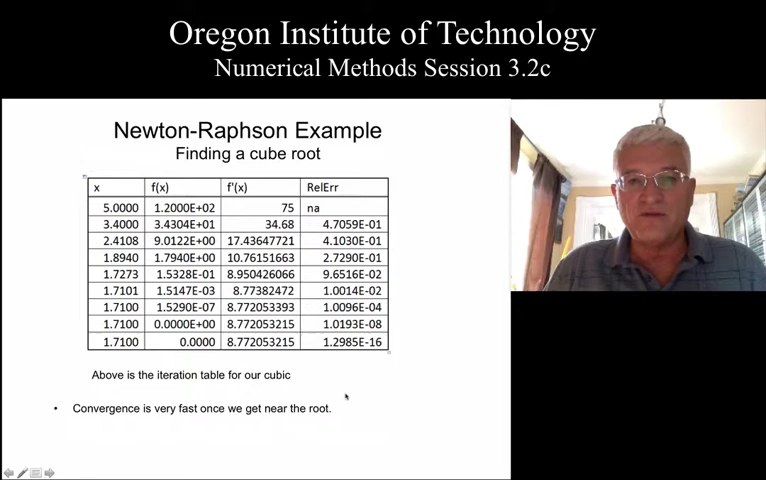 Oregon Institute of Technology
Numerical Methods Session 3.2c
Newton-Raphson Example
Finding a cube root
x f(x) f'(x) RelErr
5.0000 1.2000E+02 75 na
3.4000 3.4304E+01 34.68 4.7059E-01
2.4108 9.0122E+00 17.43647721 4.1030E-01
1.8940 1.7940E+00 10.76151663 2.7290E-01
1.7273 1.5328E-01 8.950426066 9.6516E-02
1.7101 1.5147E-03 8.77382472 1.0014E-02
1.7100 1.5290E-07 8.772053393 1.0096E-04
1.7100 0.0000E+00 8.772053215 1.0193E-08
1.7100 0.0000 8.772053215 1.2985E-16
Above is the iteration table for our cubic
• Convergence is very fast once we get near the root.